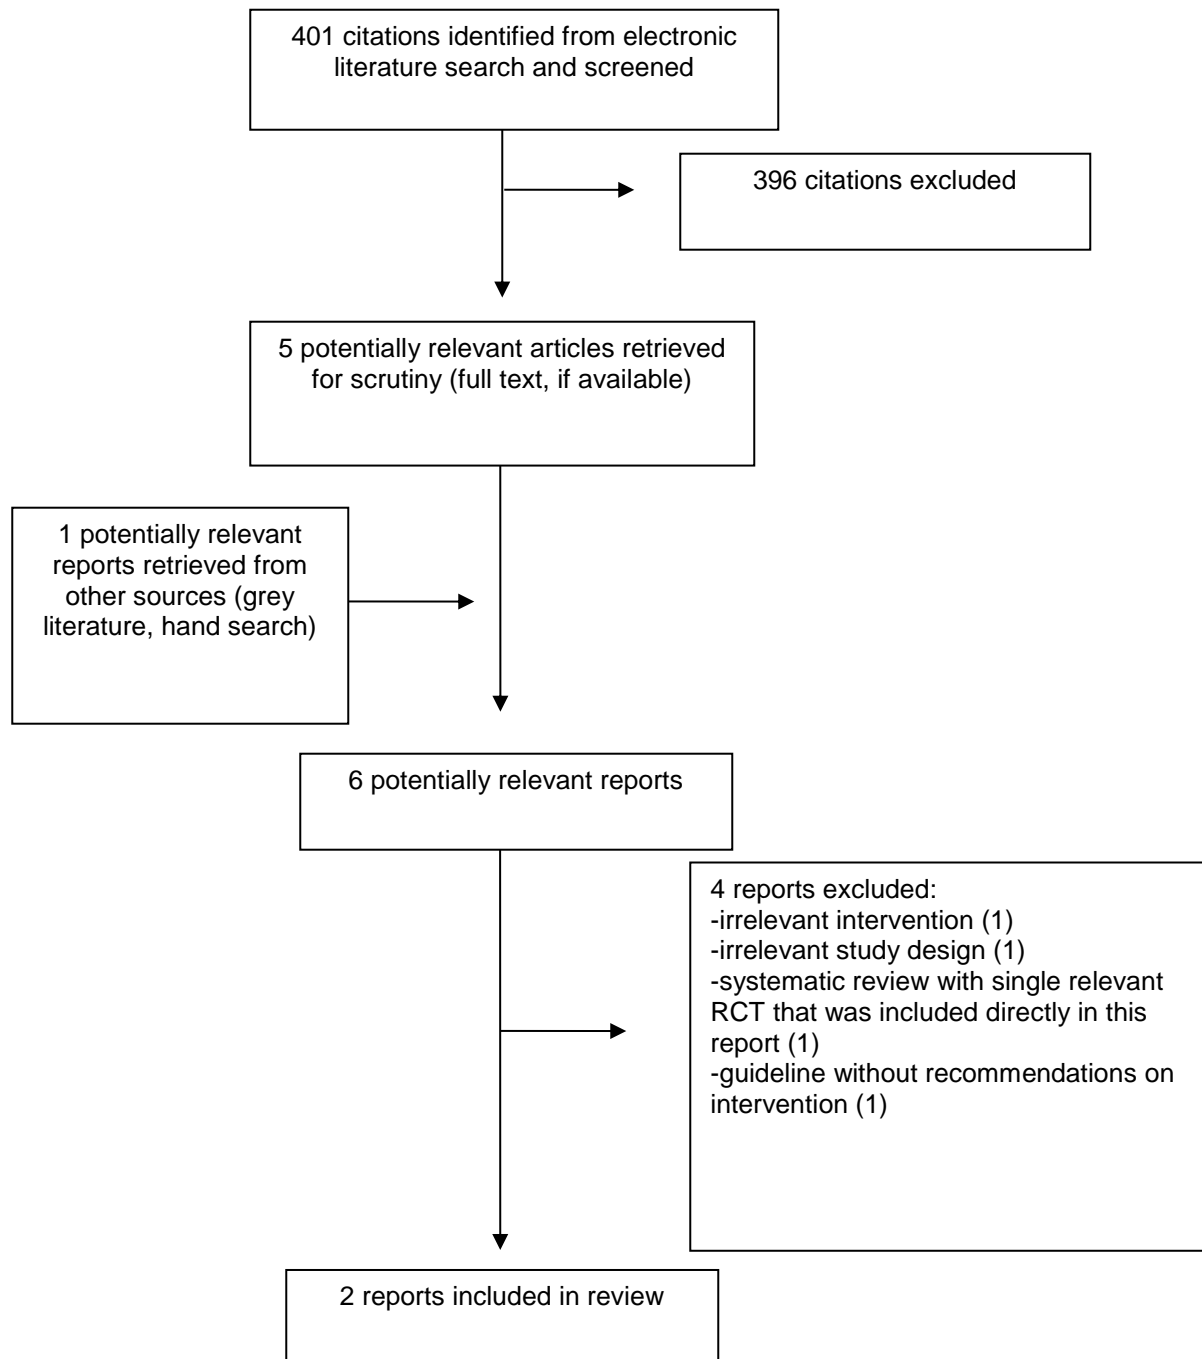 401 citations identified from electronic
literature search and screened
396 citations excluded
5 potentially relevant articles retrieved
for scrutiny (full text, if available)
1 potentially relevant
reports retrieved from
other sources (grey
literature, hand search)
6 potentially relevant reports
4 reports excluded:
-irrelevant intervention (1)
-irrelevant study design (1)
-systematic review with single relevant
RCT that was included directly in this
report (1)
-guideline without recommendations on
intervention (1)
2 reports included in review